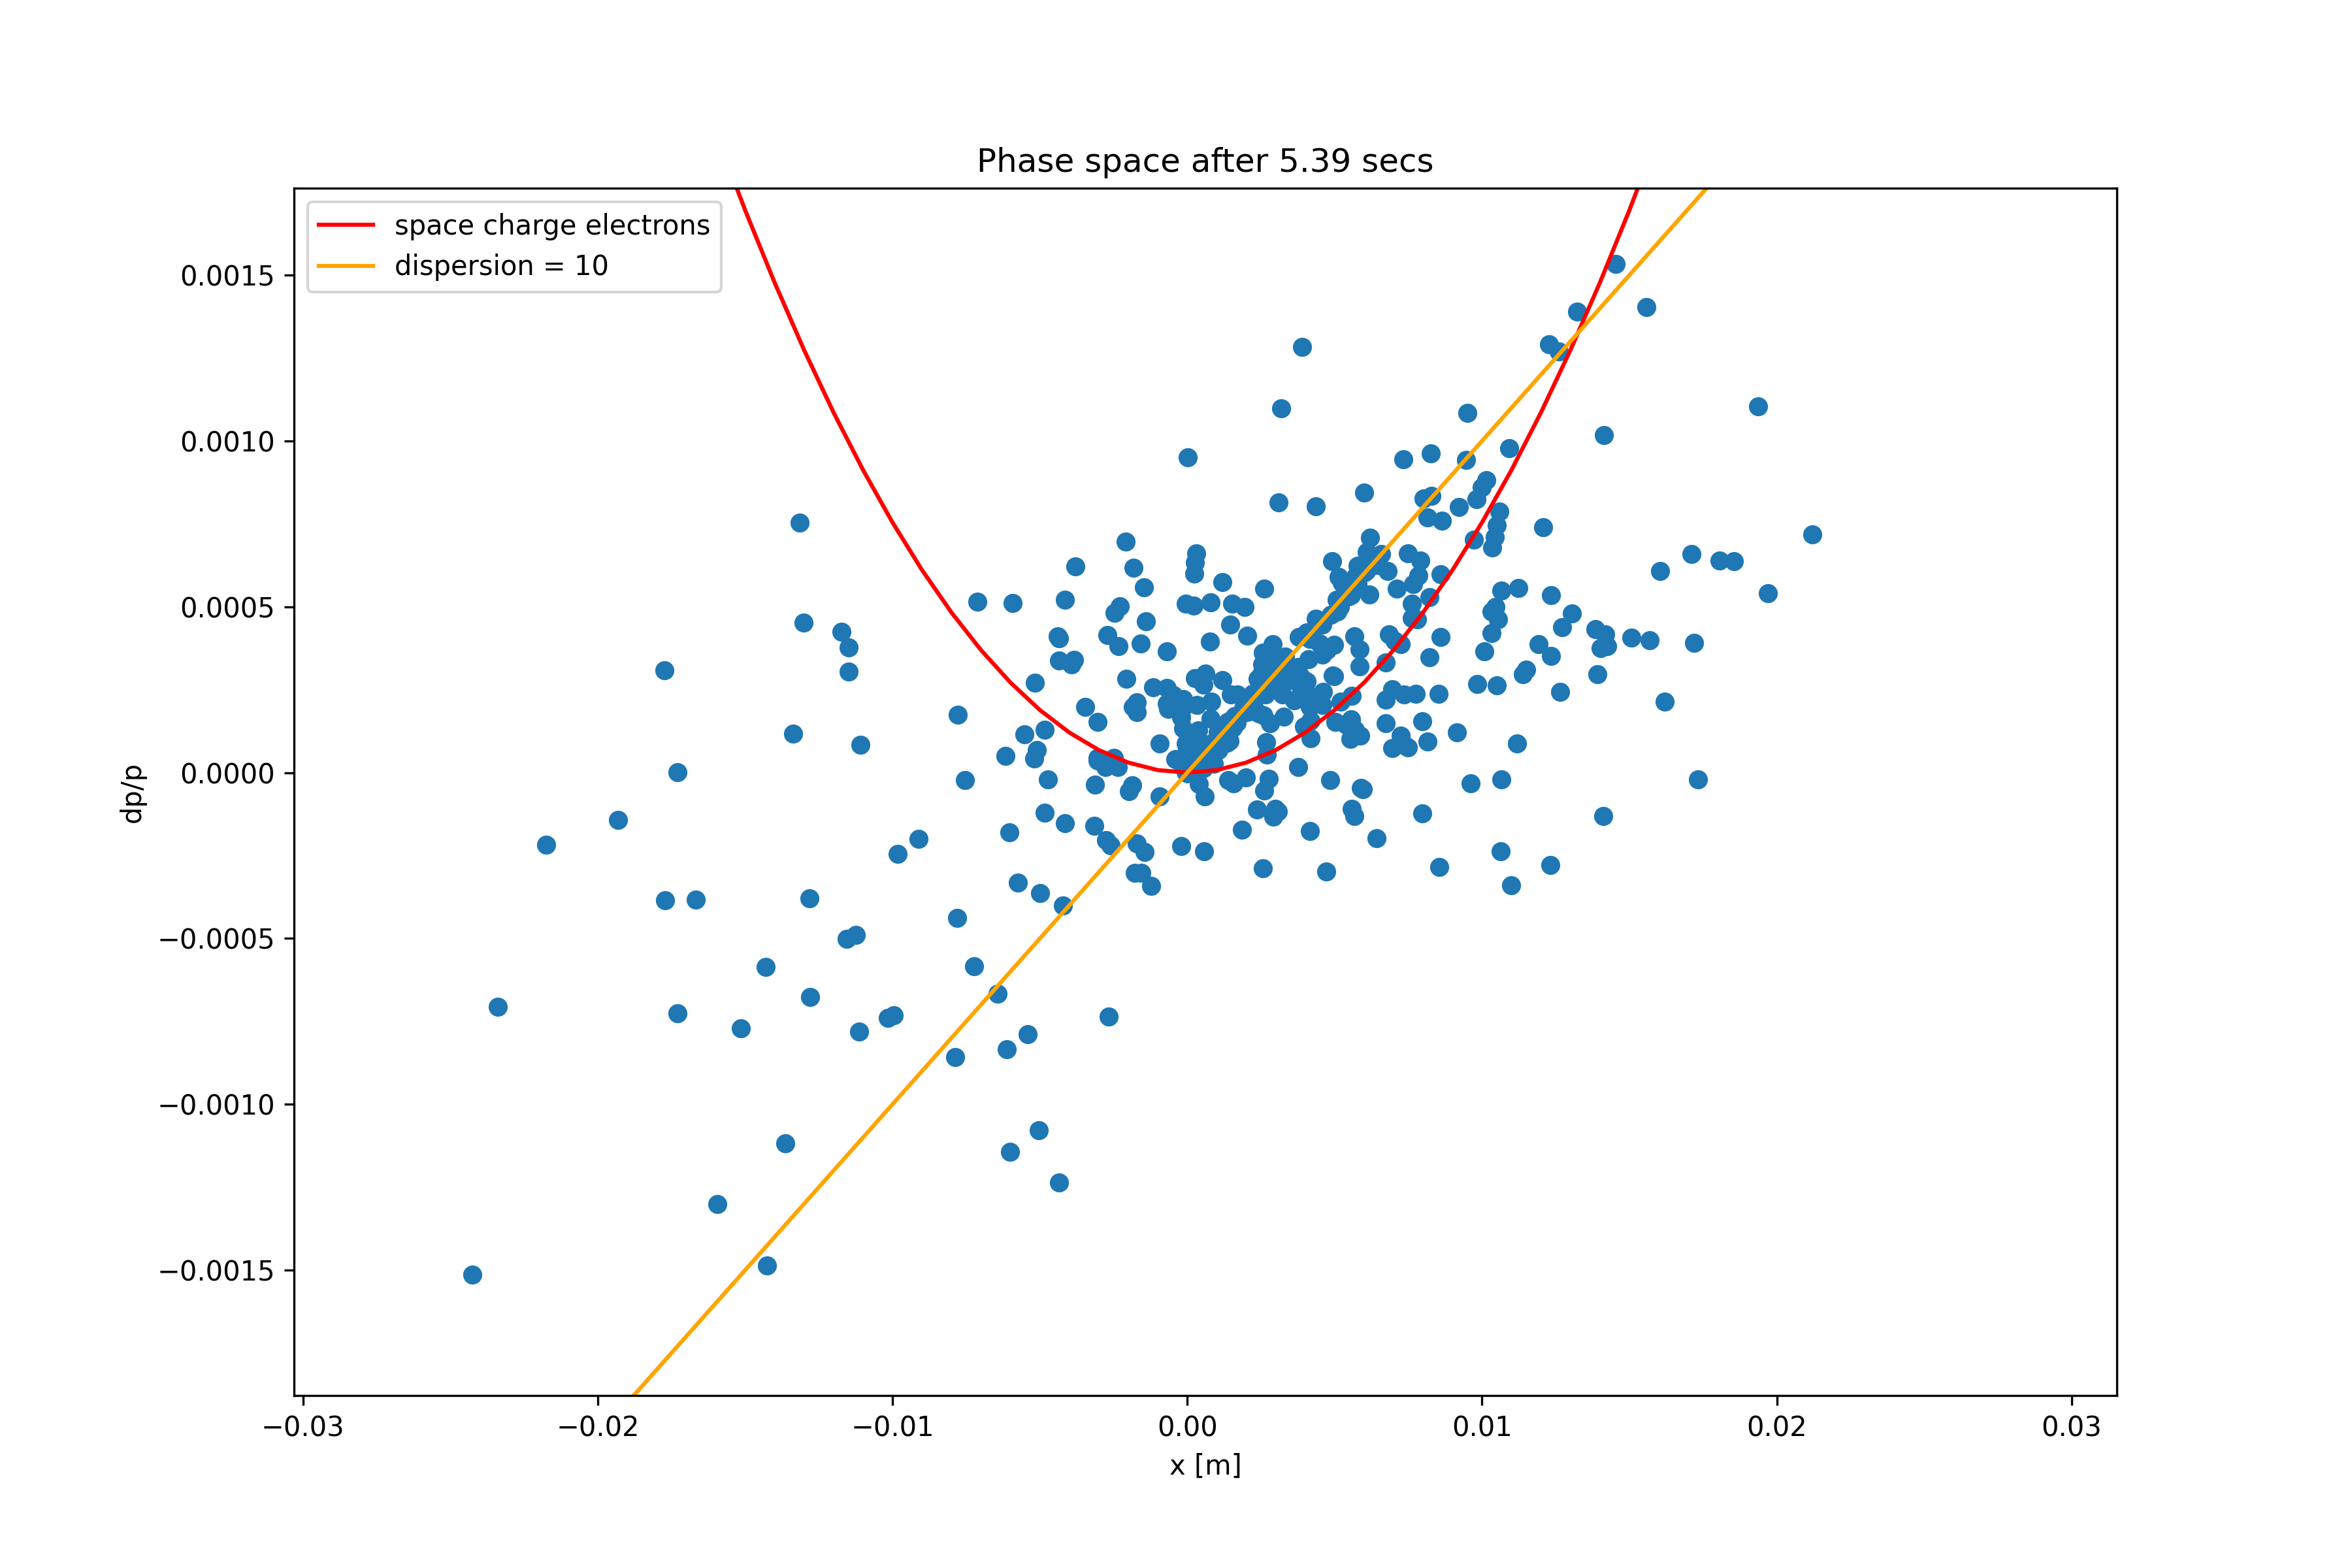 Phase space after 5.39 secs
space charge electrons
dispersion = 10
0.0015
0.0010
0.0005
0.0000
−0.0005
−0.0010
−0.0015
dp/p
−0.03 −0.02 −0.01 0.00 0.01 0.02 0.03
x [m]